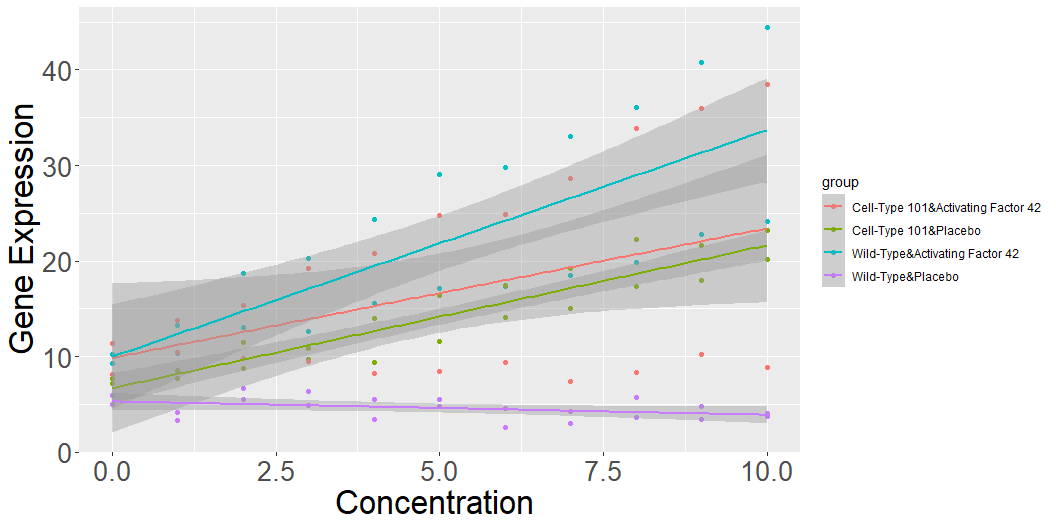 Gene Expression
40
30
20
10
0
0.0 2.5 5.0 7.5 10.0
Concentration
group
Cell-Type 101&Activating Factor 42
Cell-Type 101&Placebo
Wild-Type&Activating Factor 42
Wild-Type&Placebo